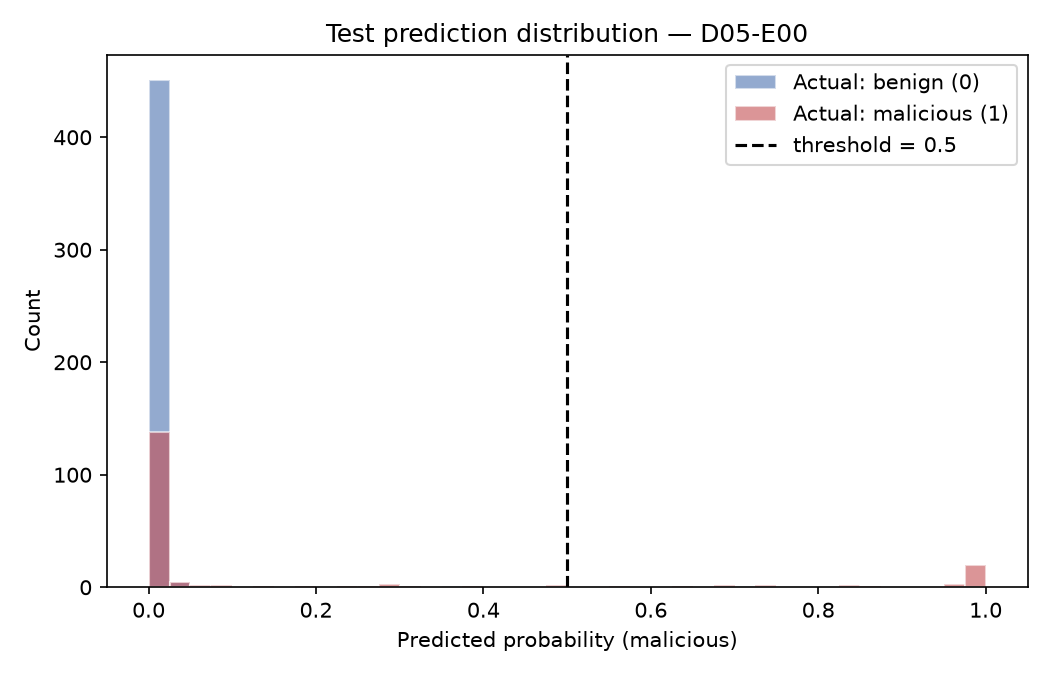 Test prediction distribution — D05-E00
Actual: benign (0)
Actual: malicious (1)
threshold = 0.5
400
300
200
100
0
Count
0.0 0.2 0.4 0.6 0.8 1.0
Predicted probability (malicious)